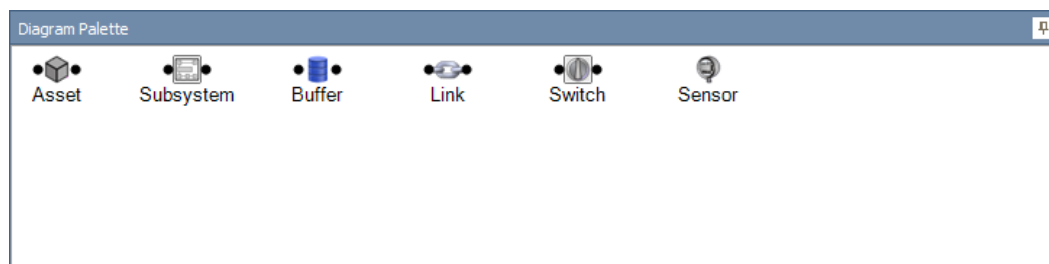 Diagram Palette
Asset Subsystem Buffer Link Switch Sensor